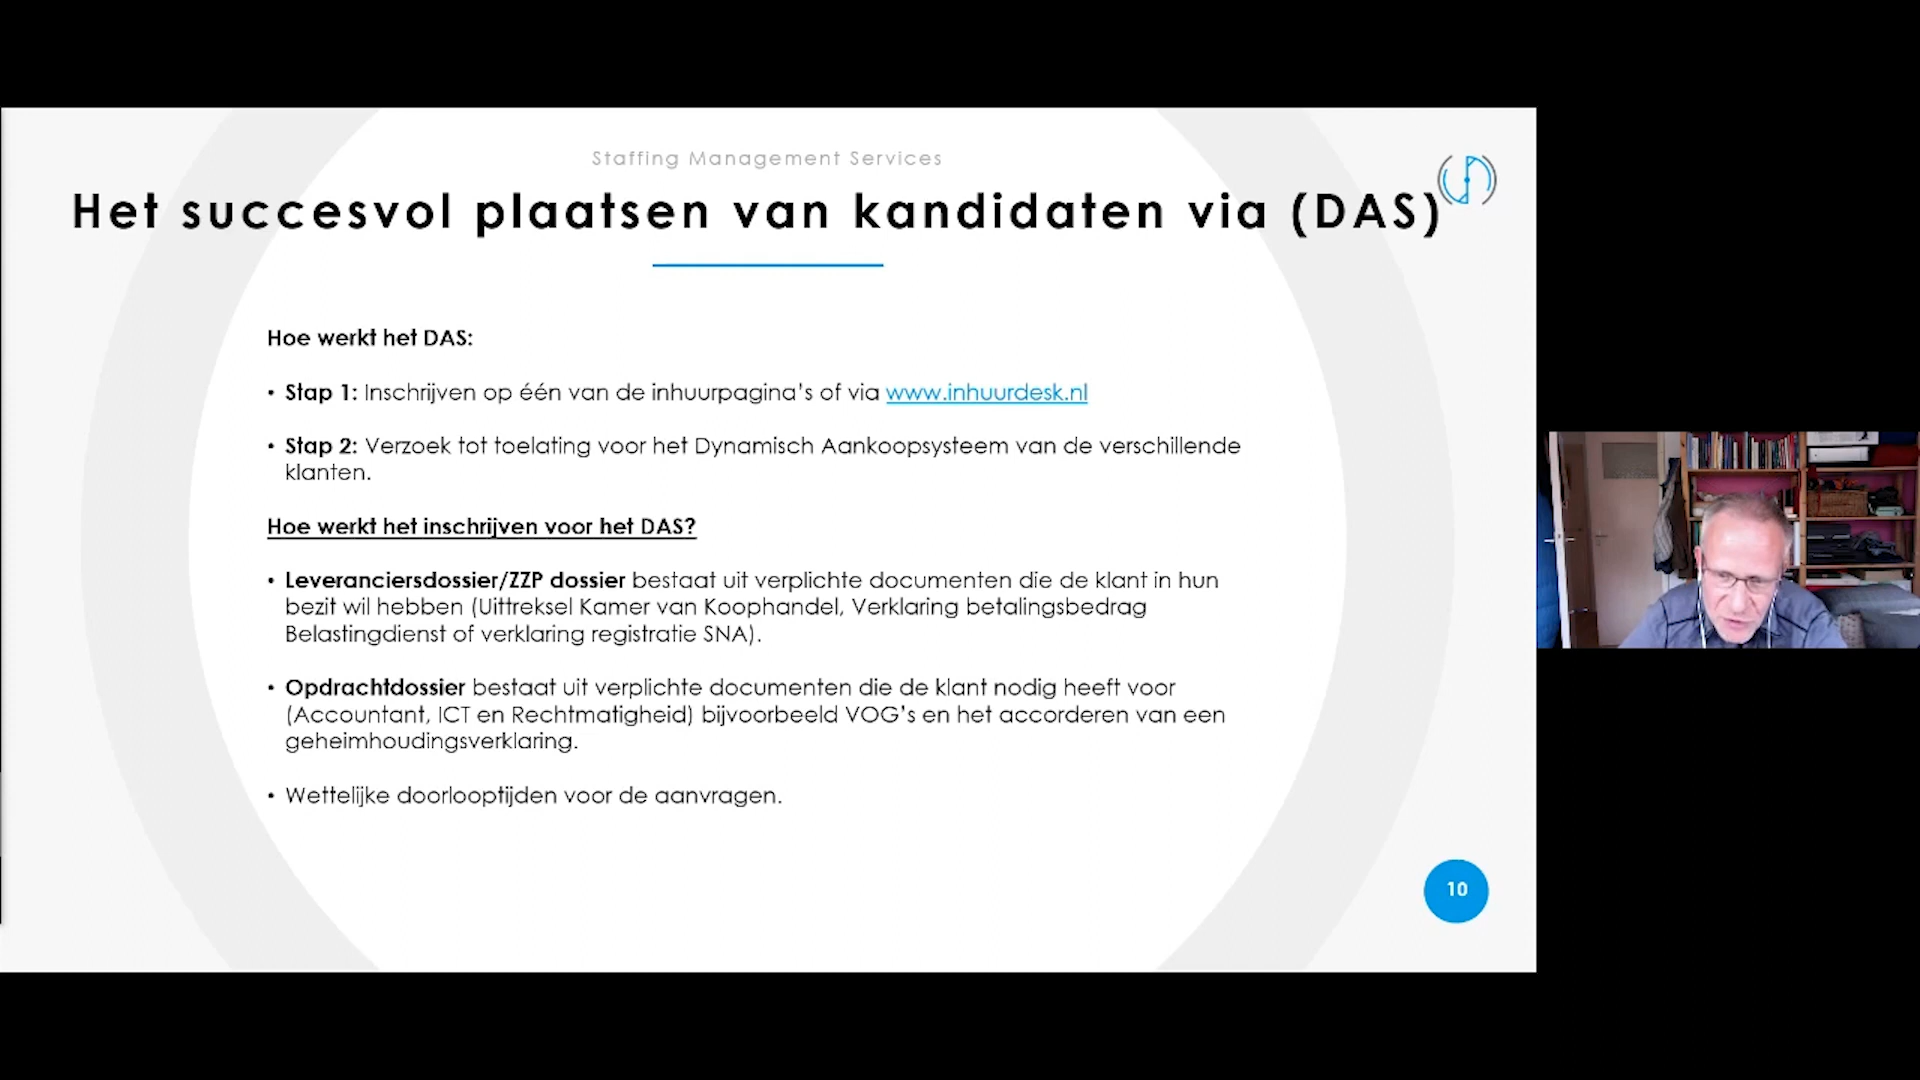 Staffing Management Services
Het succesvol plaatsen van kandidaten via (DAS)
Hoe werkt het DAS:
• Stap 1: Inschrijven op één van de inhuurpagina's of via www.inhuurdesk.nl
• Stap 2: Verzoek tot toelating voor het Dynamisch Aankoopsysteem van de verschillende
klanten.
Hoe werkt het inschrijven voor het DAS?
• Leveranciersdossier/ZZP dossier bestaat uit verplichte documenten die de klant in hun
bezit wil hebben (Uittreksel Kamer van Koophandel, Verklaring betalingsbedrag
Belastingdienst of verklaring registratie SNA).
• Opdrachtdossier bestaat uit verplichte documenten die de klant nodig heeft voor
(Accountant, ICT en Rechtmatigheid) bijvoorbeeld VOG's en het accorderen van een
geheimhoudingsverklaring.
• Wettelijke doorlooptijden voor de aanvragen.
10